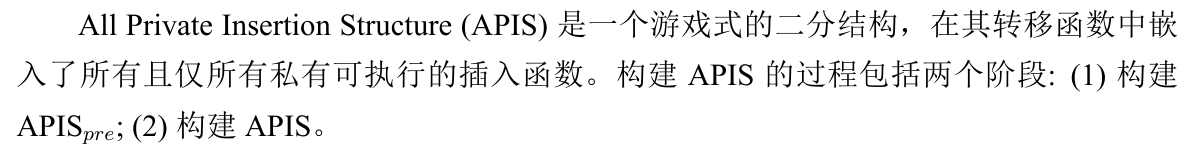 All Private Insertion Structure (APIS) 是一个游戏式的二分结构，在其转移函数中嵌
入了所有且仅所有私有可执行的插入函数。构建 APIS 的过程包括两个阶段: (1) 构建
APISpre; (2) 构建 APIS。